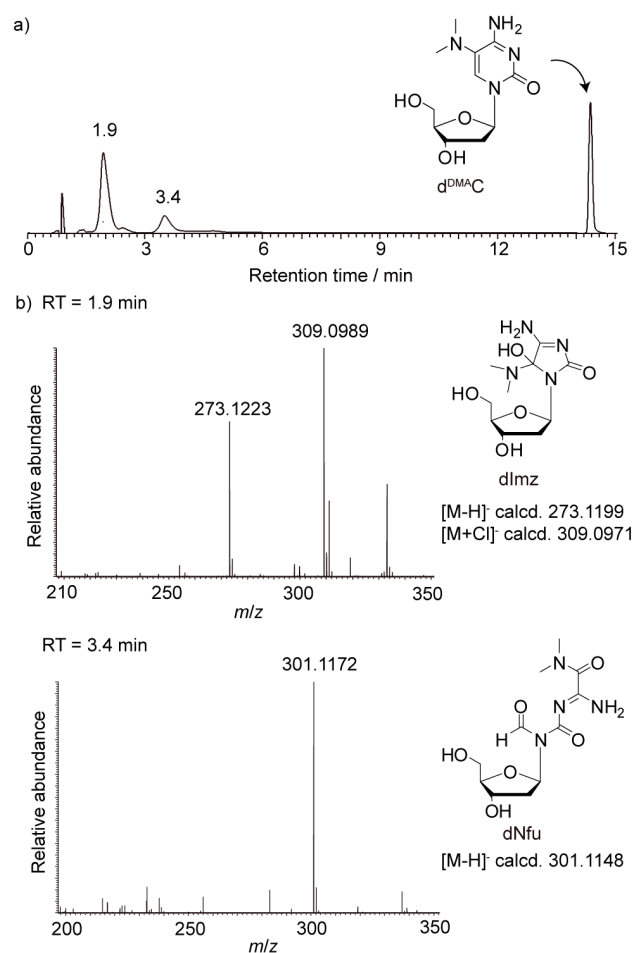 a)
1.9
3.4
N
NH₂
N
N
O
HO
O
OH
dᴰᴹᴬC
0 3 6 9 12 15
Retention time / min
b) RT = 1.9 min
Relative abundance
273.1223
309.0989
210 250 300 350
m/z
H₂N
N
HO
N
N
O
HO
O
OH
dImz
[M-H]⁻ calcd. 273.1199
[M+Cl]⁻ calcd. 309.0971
RT = 3.4 min
Relative abundance
301.1172
200 250 300 350
m/z
N
O
O
N
NH₂
H
N
O
HO
O
OH
dNfu
[M-H]⁻ calcd. 301.1148